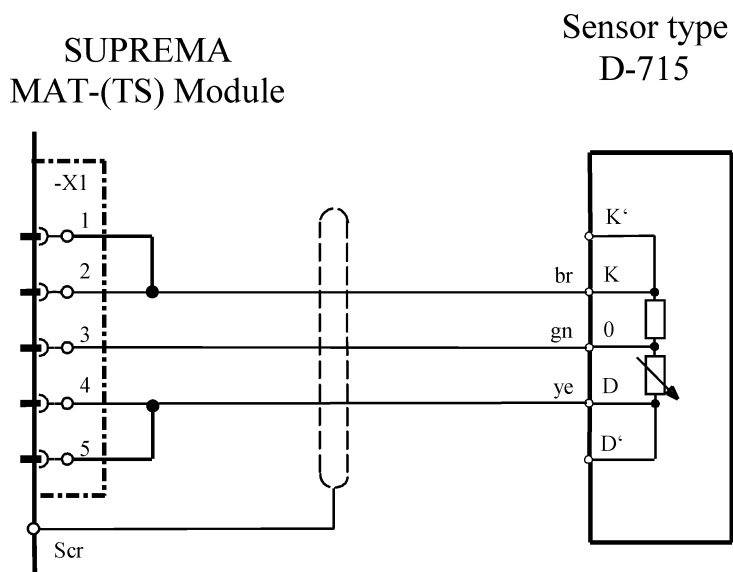 SUPREMA
MAT-(TS) Module
Sensor type
D-715
-X1
1
2
3
4
5
Scr
br
gn
ye
K‘
K
0
D
D‘